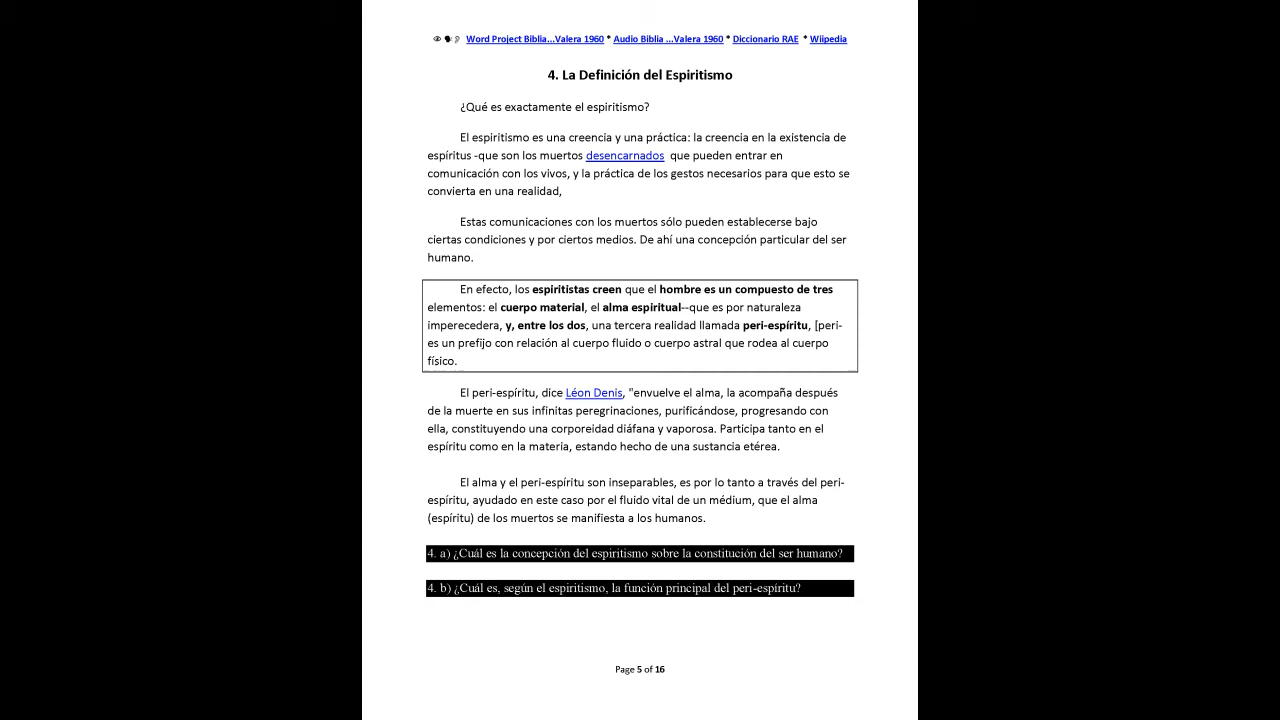 Word Project Biblia...Valera 1960 * Audio Biblia ...Valera 1960 * Diccionario RAE * Wiipedia
4. La Definición del Espiritismo
¿Qué es exactamente el espiritismo?
El espiritismo es una creencia y una práctica: la creencia en la existencia de
espíritus -que son los muertos desencarnados que pueden entrar en
comunicación con los vivos, y la práctica de los gestos necesarios para que esto se
convierta en una realidad,
Estas comunicaciones con los muertos sólo pueden establecerse bajo
ciertas condiciones y por ciertos medios. De ahí una concepción particular del ser
humano.
En efecto, los espiritistas creen que el hombre es un compuesto de tres
elementos: el cuerpo material, el alma espiritual--que es por naturaleza
imperecedera, y, entre los dos, una tercera realidad llamada peri-espíritu, [peri-
es un prefijo con relación al cuerpo fluido o cuerpo astral que rodea al cuerpo
físico.
El peri-espíritu, dice Léon Denis, "envuelve el alma, la acompaña después
de la muerte en sus infinitas peregrinaciones, purificándose, progresando con
ella, constituyendo una corporeidad diáfana y vaporosa. Participa tanto en el
espíritu como en la materia, estando hecho de una sustancia etérea.
El alma y el peri-espíritu son inseparables, es por lo tanto a través del peri-
espíritu, ayudado en este caso por el fluido vital de un médium, que el alma
(espíritu) de los muertos se manifiesta a los humanos.
4. a) ¿Cuál es la concepción del espiritismo sobre la constitución del ser humano?
4. b) ¿Cuál es, según el espiritismo, la función principal del peri-espíritu?
Page 5 of 16